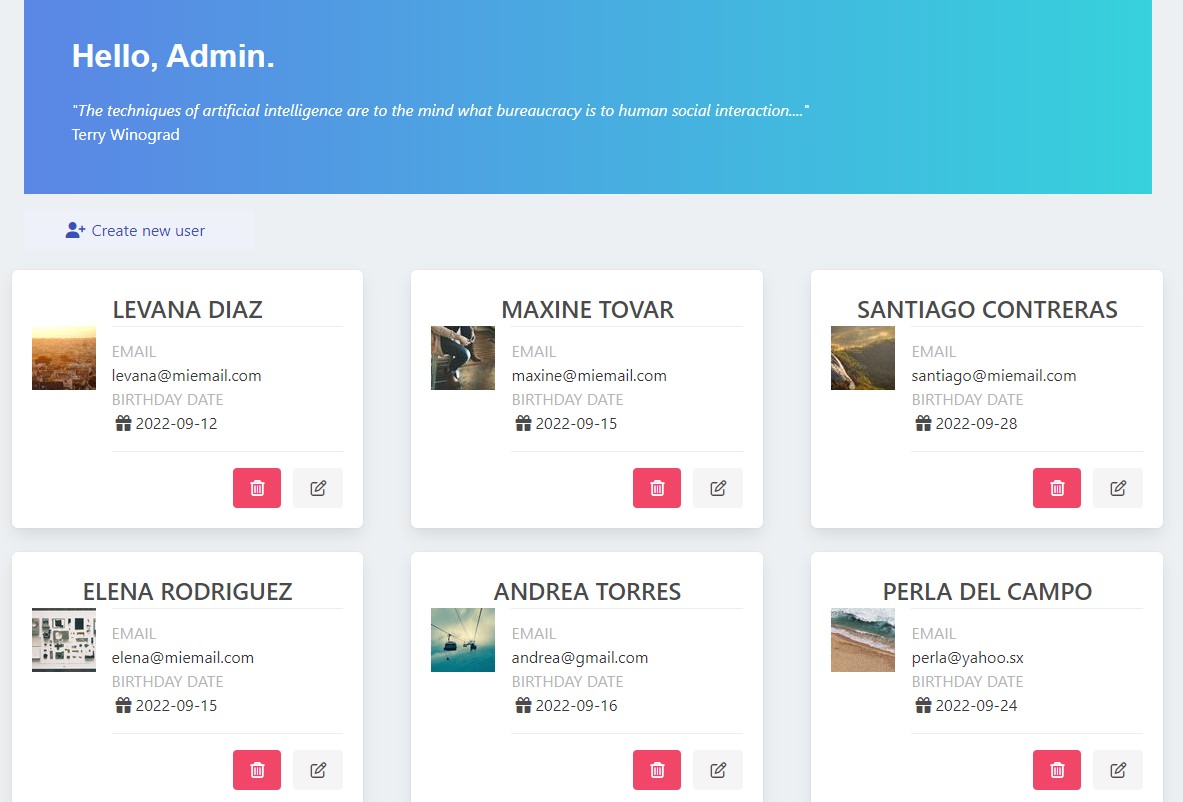 Hello, Admin.
"The techniques of artificial intelligence are to the mind what bureaucracy is to human social interaction...."
Terry Winograd
Create new user
LEVANA DIAZ
EMAIL
levana@miemail.com
BIRTHDAY DATE
2022-09-12
MAXINE TOVAR
EMAIL
maxine@miemail.com
BIRTHDAY DATE
2022-09-15
SANTIAGO CONTRERAS
EMAIL
santiago@miemail.com
BIRTHDAY DATE
2022-09-28
ELENA RODRIGUEZ
EMAIL
elena@miemail.com
BIRTHDAY DATE
2022-09-15
ANDREA TORRES
EMAIL
andrea@gmail.com
BIRTHDAY DATE
2022-09-16
PERLA DEL CAMPO
EMAIL
perla@yahoo.sx
BIRTHDAY DATE
2022-09-24